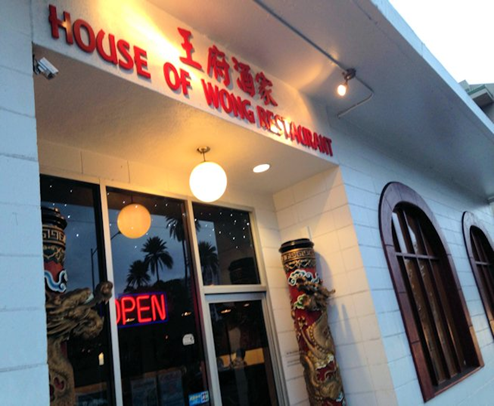 王府酒家
HOUSE OF WONG RESTAURANT
OPEN